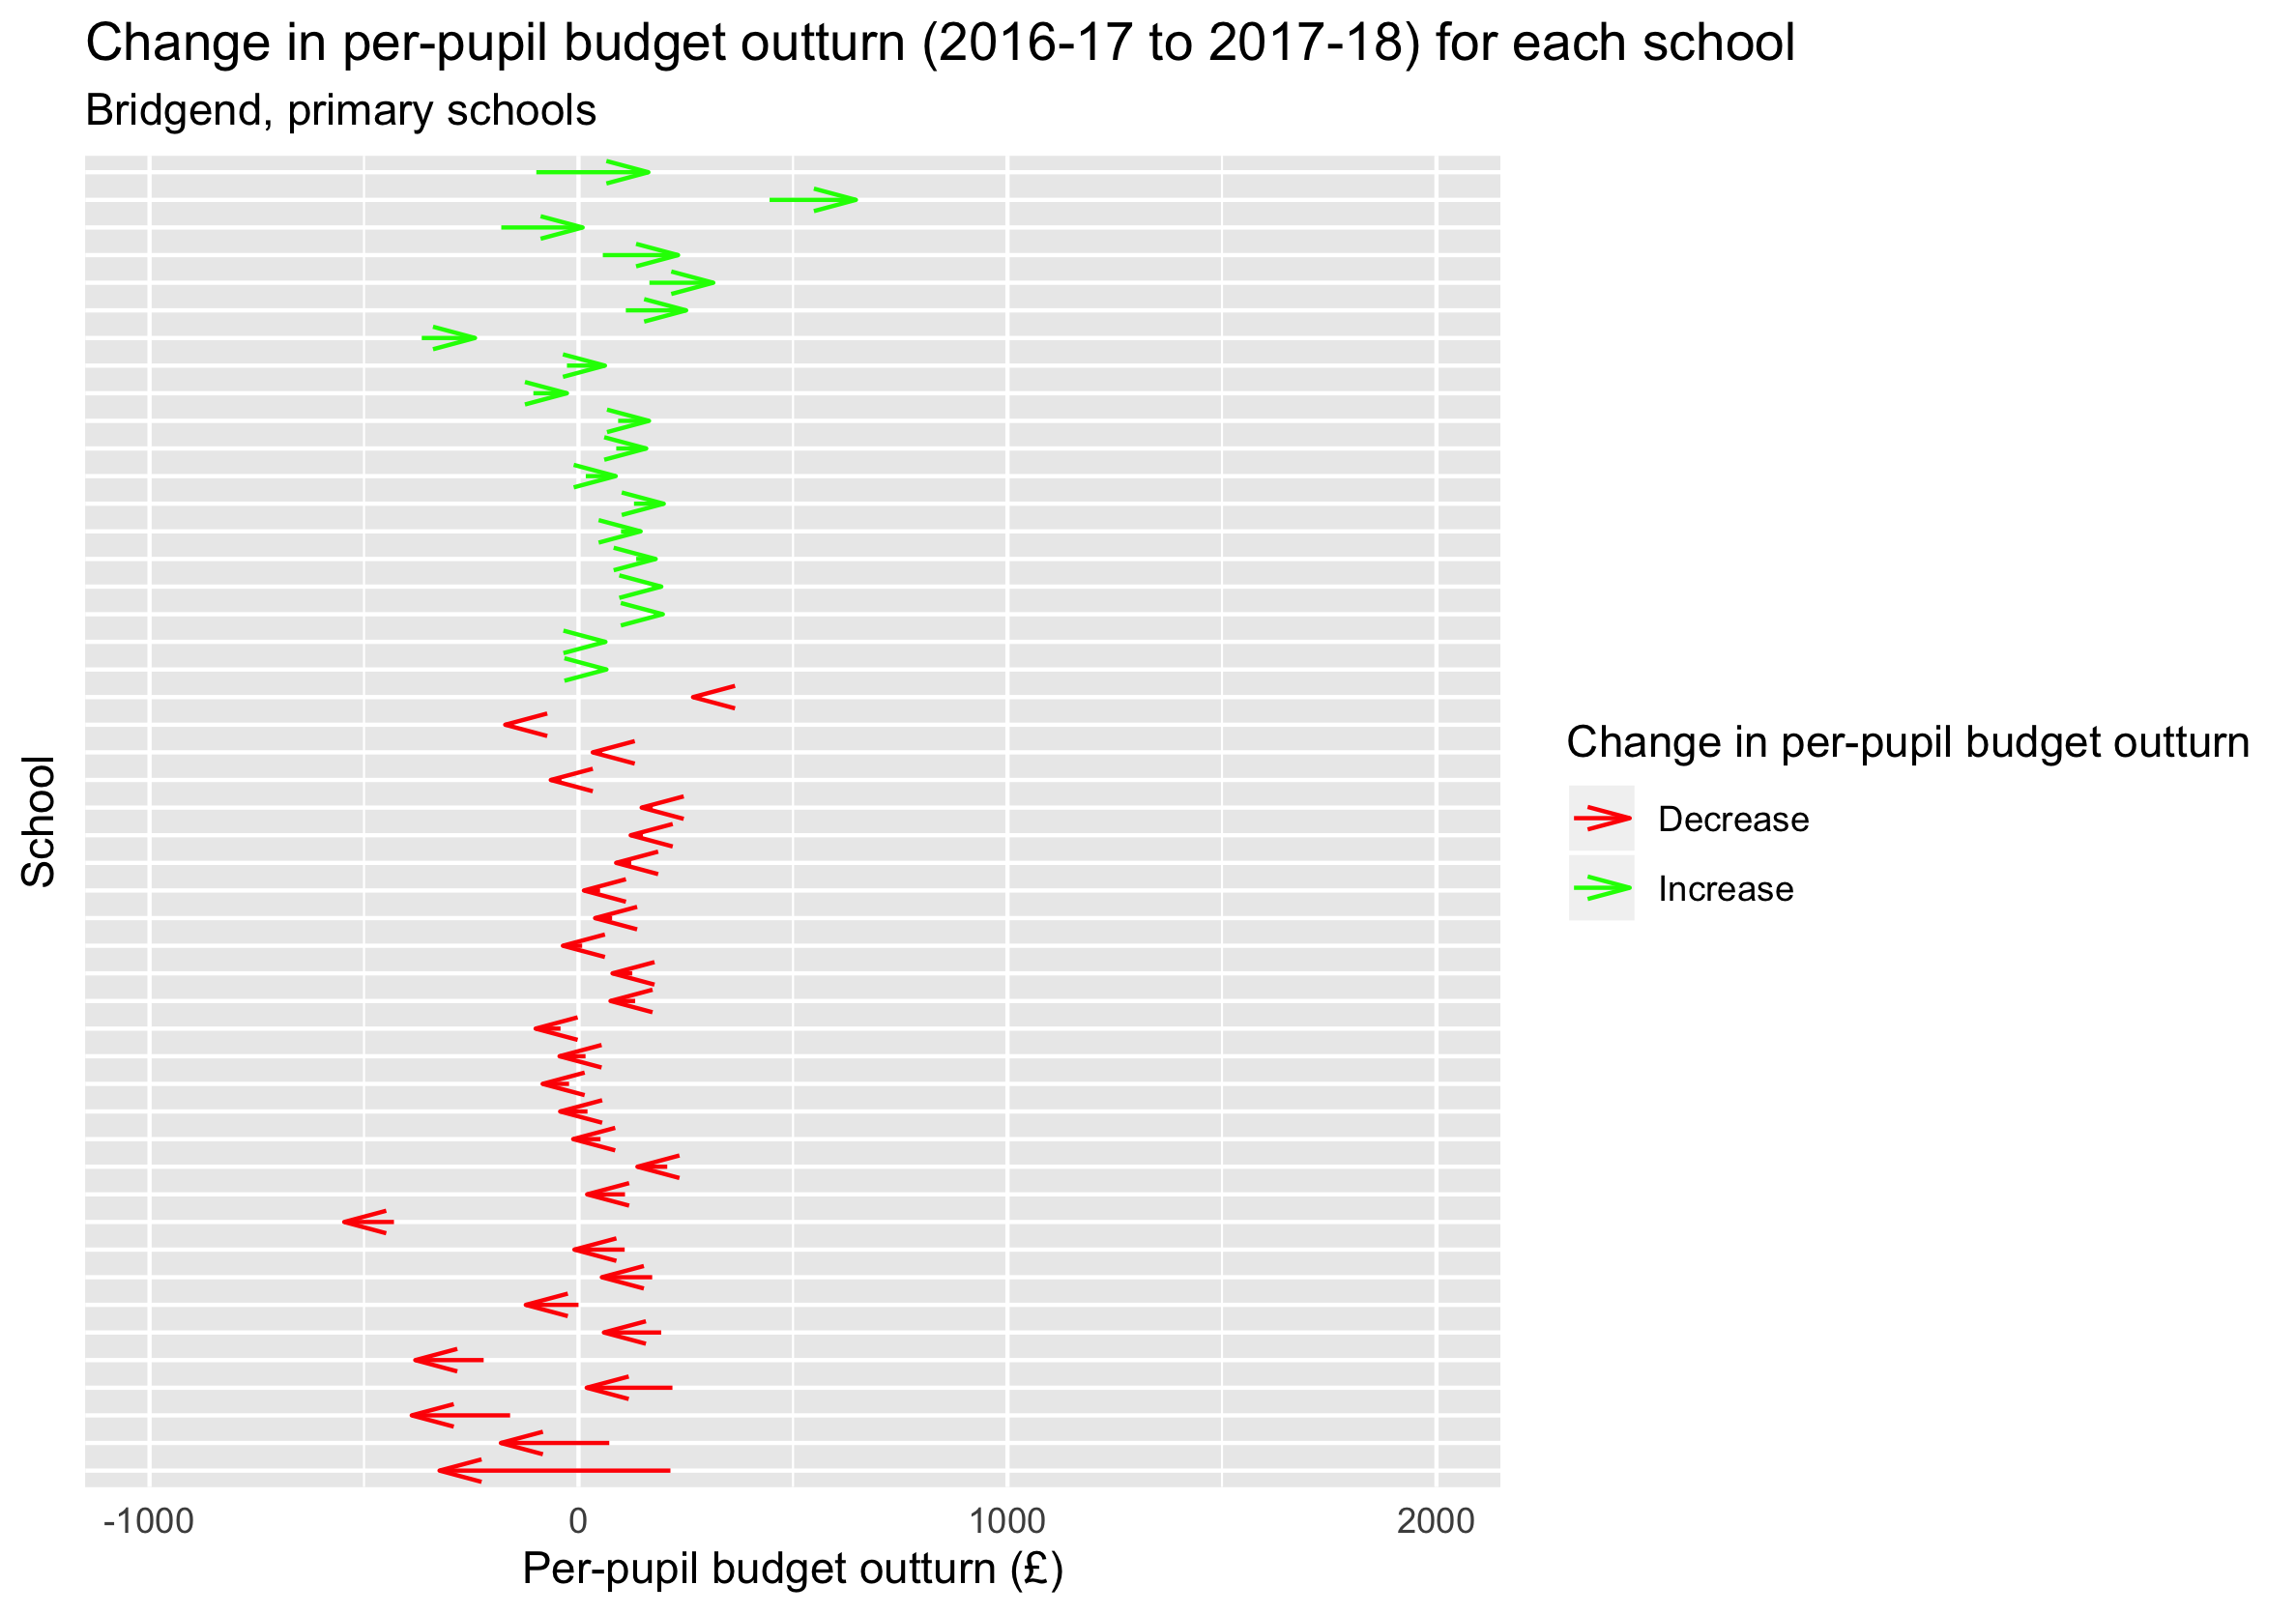 Change in per-pupil budget outturn (2016-17 to 2017-18) for each school
Bridgend, primary schools
School
Change in per-pupil budget outturn
Decrease
Increase
-1000 0 1000 2000
Per-pupil budget outturn (£)